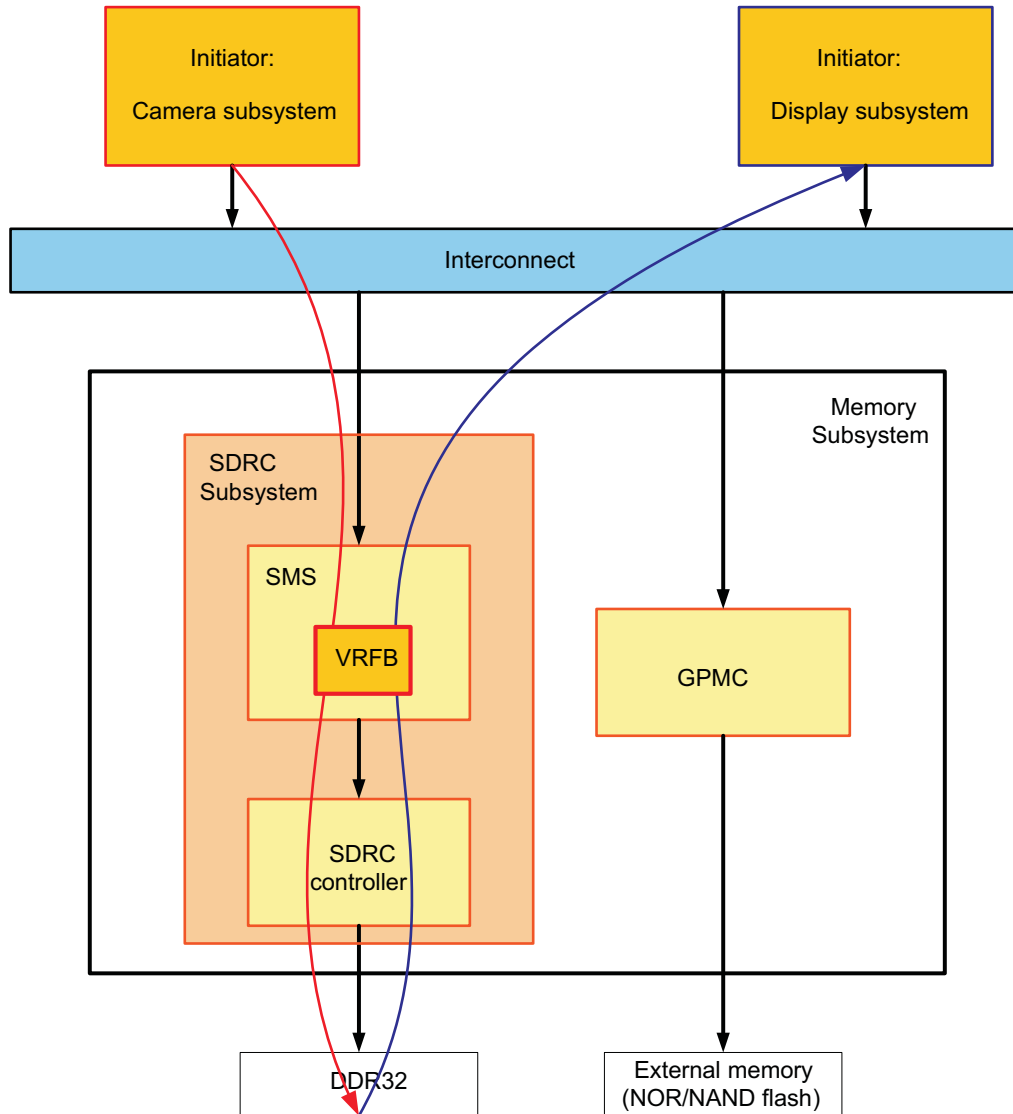 Initiator:
Camera subsystem
Initiator:
Display subsystem
Interconnect
Memory
Subsystem
SDRC
Subsystem
SMS
VRFB
GPMC
SDRC
controller
DDR32
External memory
(NOR/NAND flash)